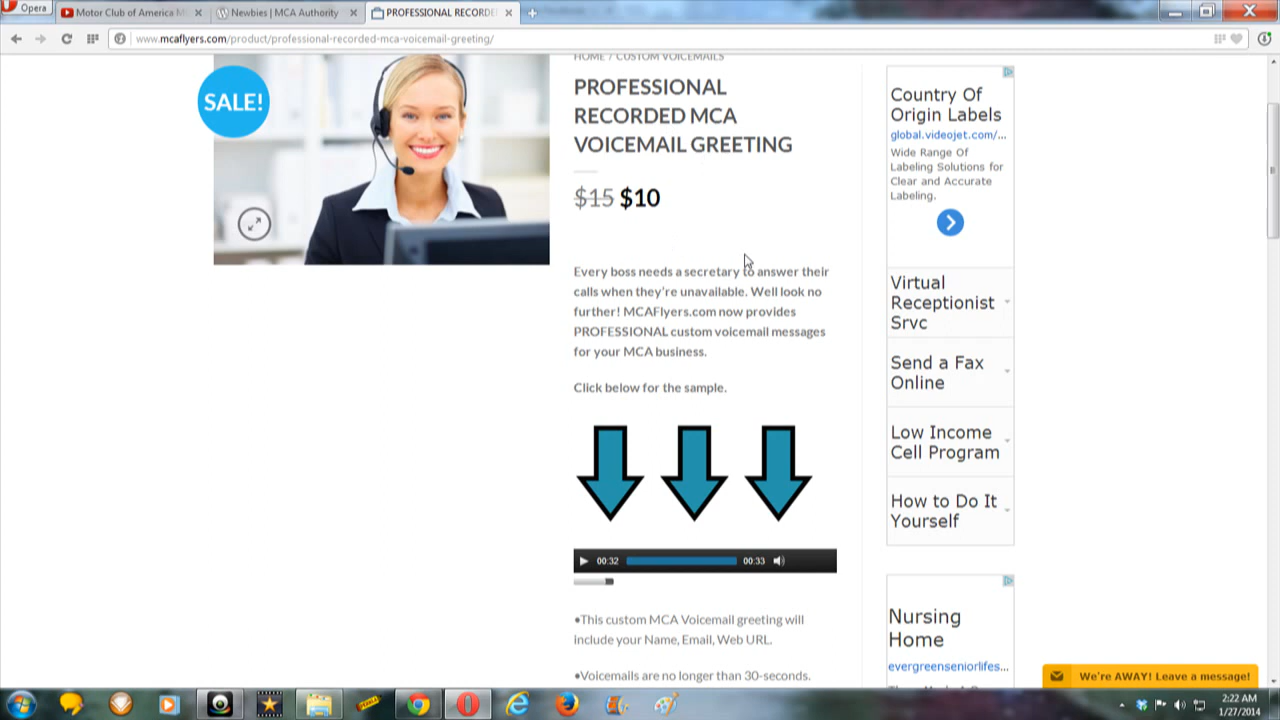 Opera
Motor Club of America M
Newbies | MCA Authority
PROFESSIONAL RECORDE
www.mcaflyers.com/product/professional-recorded-mca-voicemail-greeting/
HOME / CUSTOM VOICEMAILS
SALE!
PROFESSIONAL
RECORDED MCA
VOICEMAIL GREETING
$15 $10
Every boss needs a secretary to answer their
calls when they're unavailable. Well look no
further! MCAFlyers.com now provides
PROFESSIONAL custom voicemail messages
for your MCA business.
Click below for the sample.
00:32
00:33
•This custom MCA Voicemail greeting will
include your Name, Email, Web URL.
•Voicemails are no longer than 30-seconds.
Country Of
Origin Labels
global.videojet.com/...
Wide Range Of
Labeling Solutions for
Clear and Accurate
Labeling.
Virtual
Receptionist
Srvc
Send a Fax
Online
Low Income
Cell Program
How to Do It
Yourself
Nursing
Home
evergreenseniorlifes...
We're AWAY! Leave a message!
2:22 AM
1/27/2014